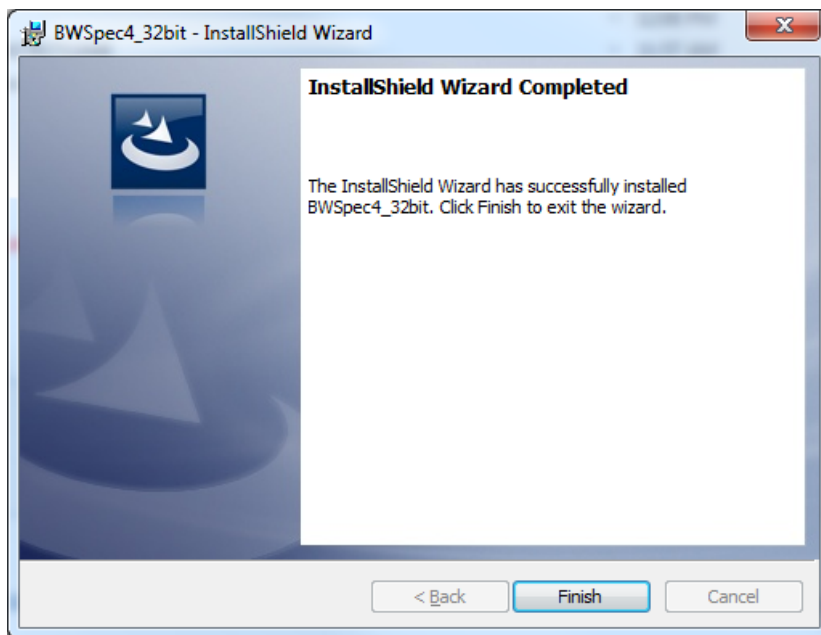 BWSpec4_32bit - InstallShield Wizard
InstallShield Wizard Completed
The InstallShield Wizard has successfully installed
BWSpec4_32bit. Click Finish to exit the wizard.
< Back
Finish
Cancel